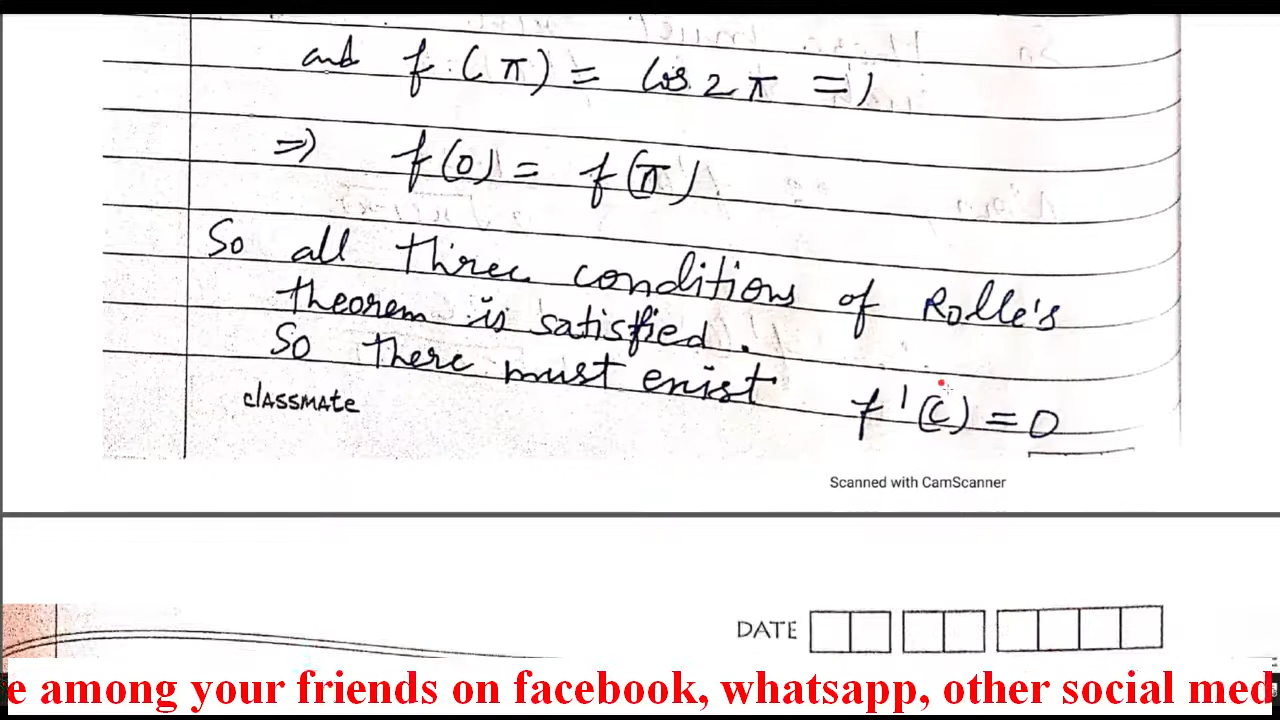 and f(π) = Cos 2π = 1
⇒ f(0) = f(π)
So all three conditions of Rolle's
theorem is satisfied.
So there must exist f'(c) = 0
classmate
Scanned with CamScanner
DATE
e among your friends on facebook, whatsapp, other social med